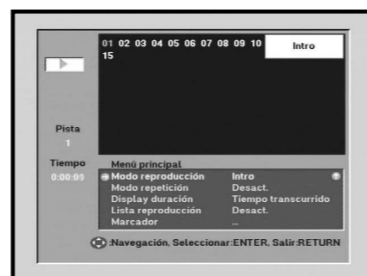 01 02 03 04 05 06 07 08 09 10
15
Intro
Pista
1
Tiempo
0:00:05
Menú principal
Modo reproducción Intro
Modo repetición Desact.
Display duración Tiempo transcurrido
Lista reproducción Desact.
Marcador ...
:Navegación, Seleccionar:ENTER, Salir:RETURN